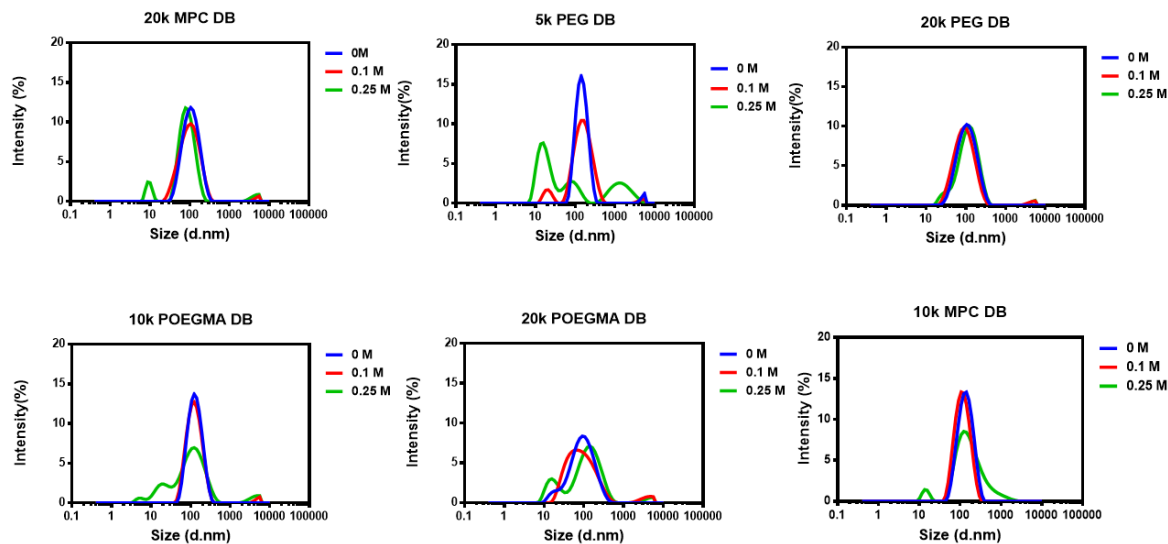 20k MPC DB
20
15
10
5
0
Intensity (%)
0.1 1 10 100 1000 10000 100000
Size (d.nm)
0M
0.1 M
0.25 M
5k PEG DB
20
15
10
5
0
Intensity(%)
0.1 1 10 100 1000 10000 100000
Size (d.nm)
0 M
0.1 M
0.25 M
20k PEG DB
20
15
10
5
0
Intensity(%)
0.1 1 10 100 1000 10000 100000
Size (d.nm)
0 M
0.1 M
0.25 M
10k POEGMA DB
20
15
10
5
0
Intensity(%)
0.1 1 10 100 1000 10000 100000
Size (d.nm)
0 M
0.1 M
0.25 M
20k POEGMA DB
20
15
10
5
0
Intensity (%)
0.1 1 10 100 1000 10000 100000
Size (d.nm)
0 M
0.1 M
0.25 M
10k MPC DB
20
15
10
5
0
Intensity (%)
0.1 1 10 100 1000 10000 100000
Size (d.nm)
0 M
0.1 M
0.25 M